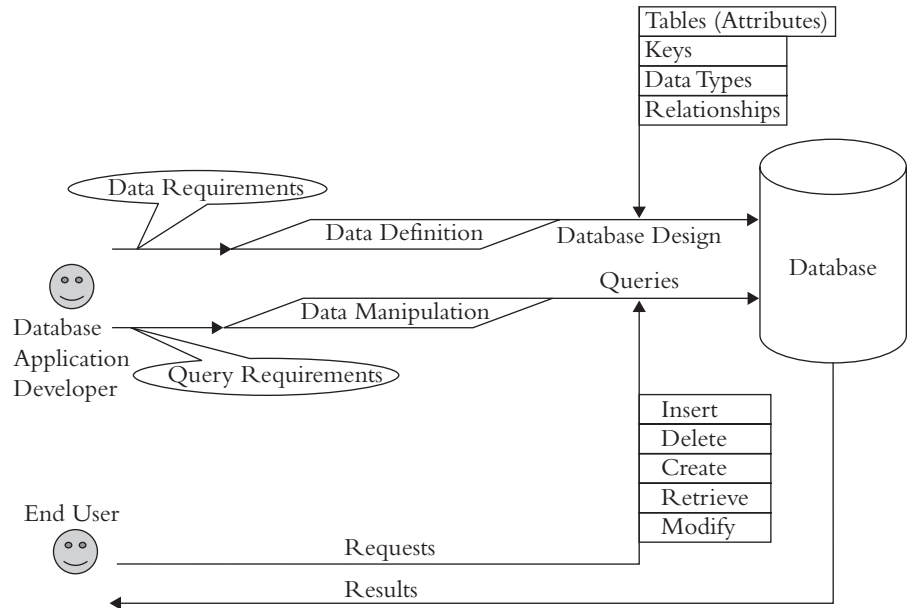 Tables (Attributes)
Keys
Data Types
Relationships
Data Requirements
Data Definition
Database Design
Database
Queries
Data Manipulation
Database
Application
Developer
Query Requirements
Insert
Delete
Create
Retrieve
Modify
End User
Requests
Results